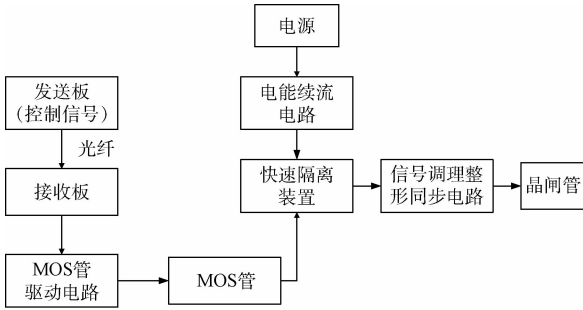 电源
发送板
（控制信号）
电能续流
电路
光纤
接收板
快速隔离
装置
信号调理整
形同步电路
晶闸管
MOS管
驱动电路
MOS管